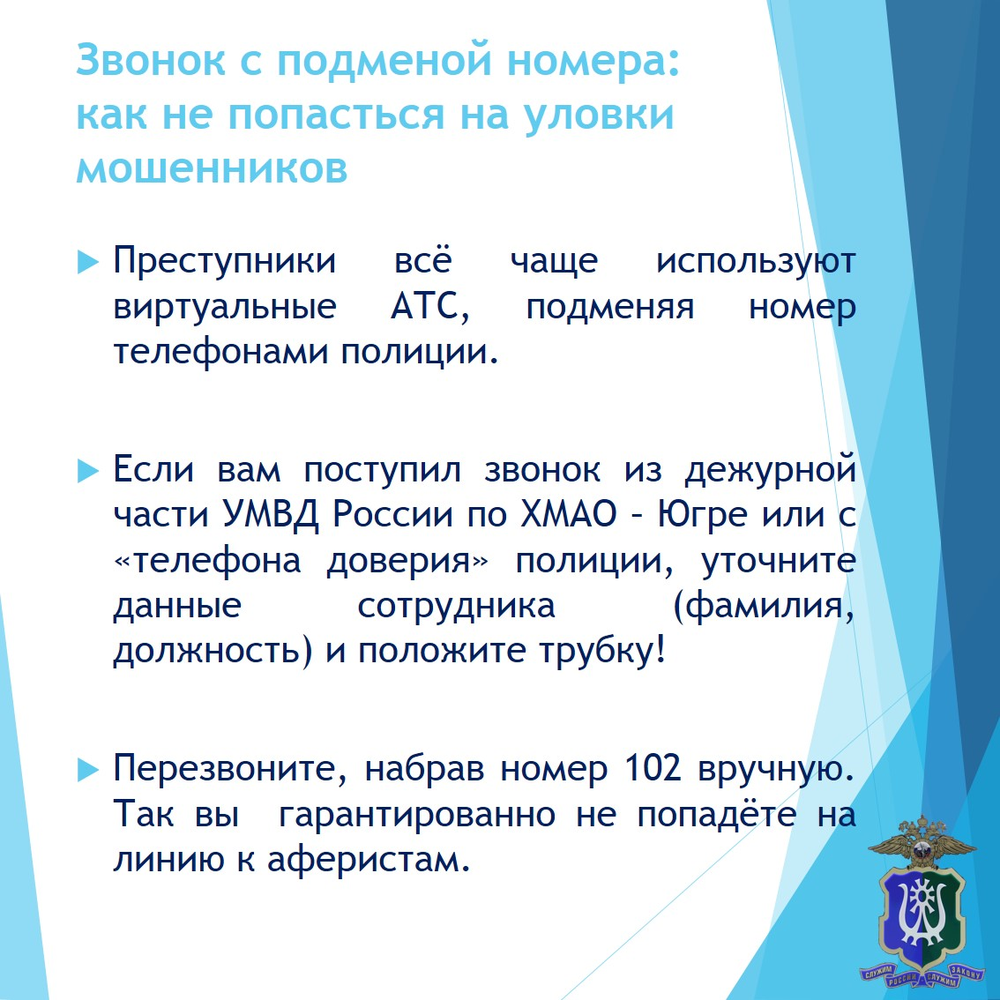 Звонок с подменой номера:
как не попасться на уловки
мошенников
Преступники всё чаще используют
виртуальные АТС, подменяя номер
телефонами полиции.
Если вам поступил звонок из дежурной
части УМВД России по ХМАО – Югре или с
«телефона доверия» полиции, уточните
данные сотрудника (фамилия,
должность) и положите трубку!
Перезвоните, набрав номер 102 вручную.
Так вы гарантированно не попадёте на
линию к аферистам.
СЛУЖИМ РОССИИ СЛУЖИМ ЗАКОНУ